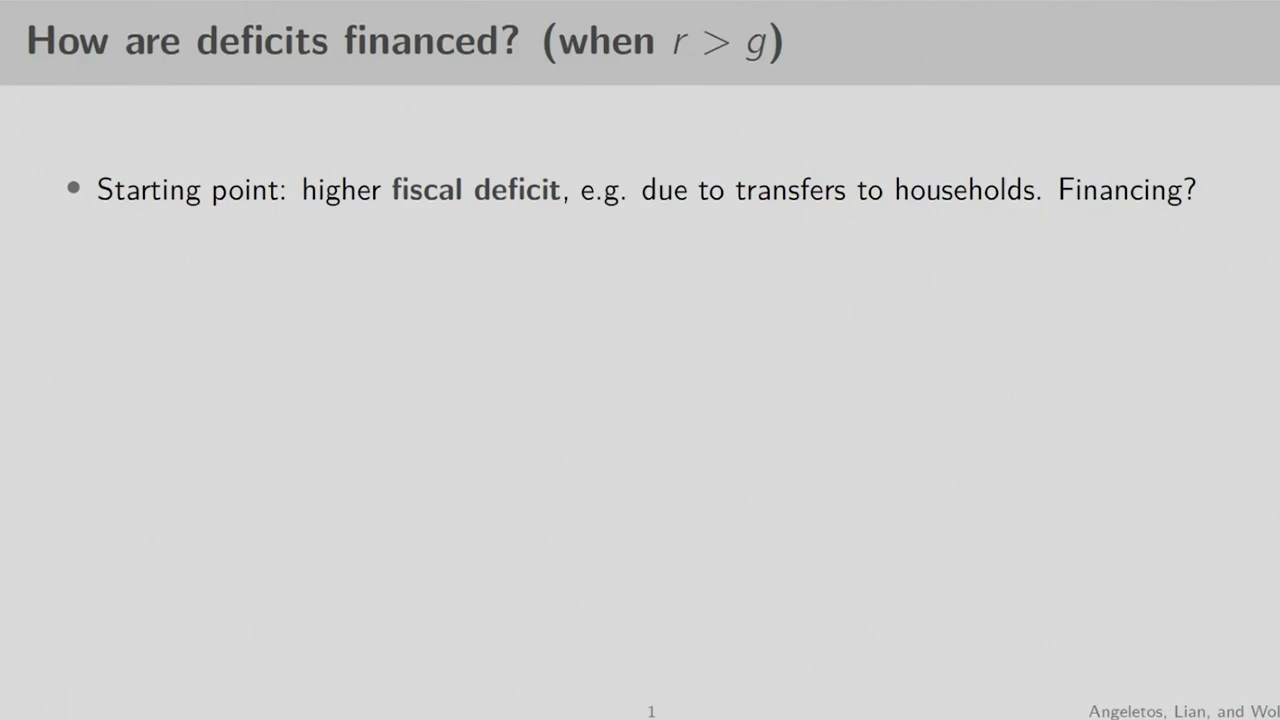 How are deficits financed? (when r > g)
• Starting point: higher fiscal deficit, e.g. due to transfers to households. Financing?
1
Angeletos, Lian, and Wol